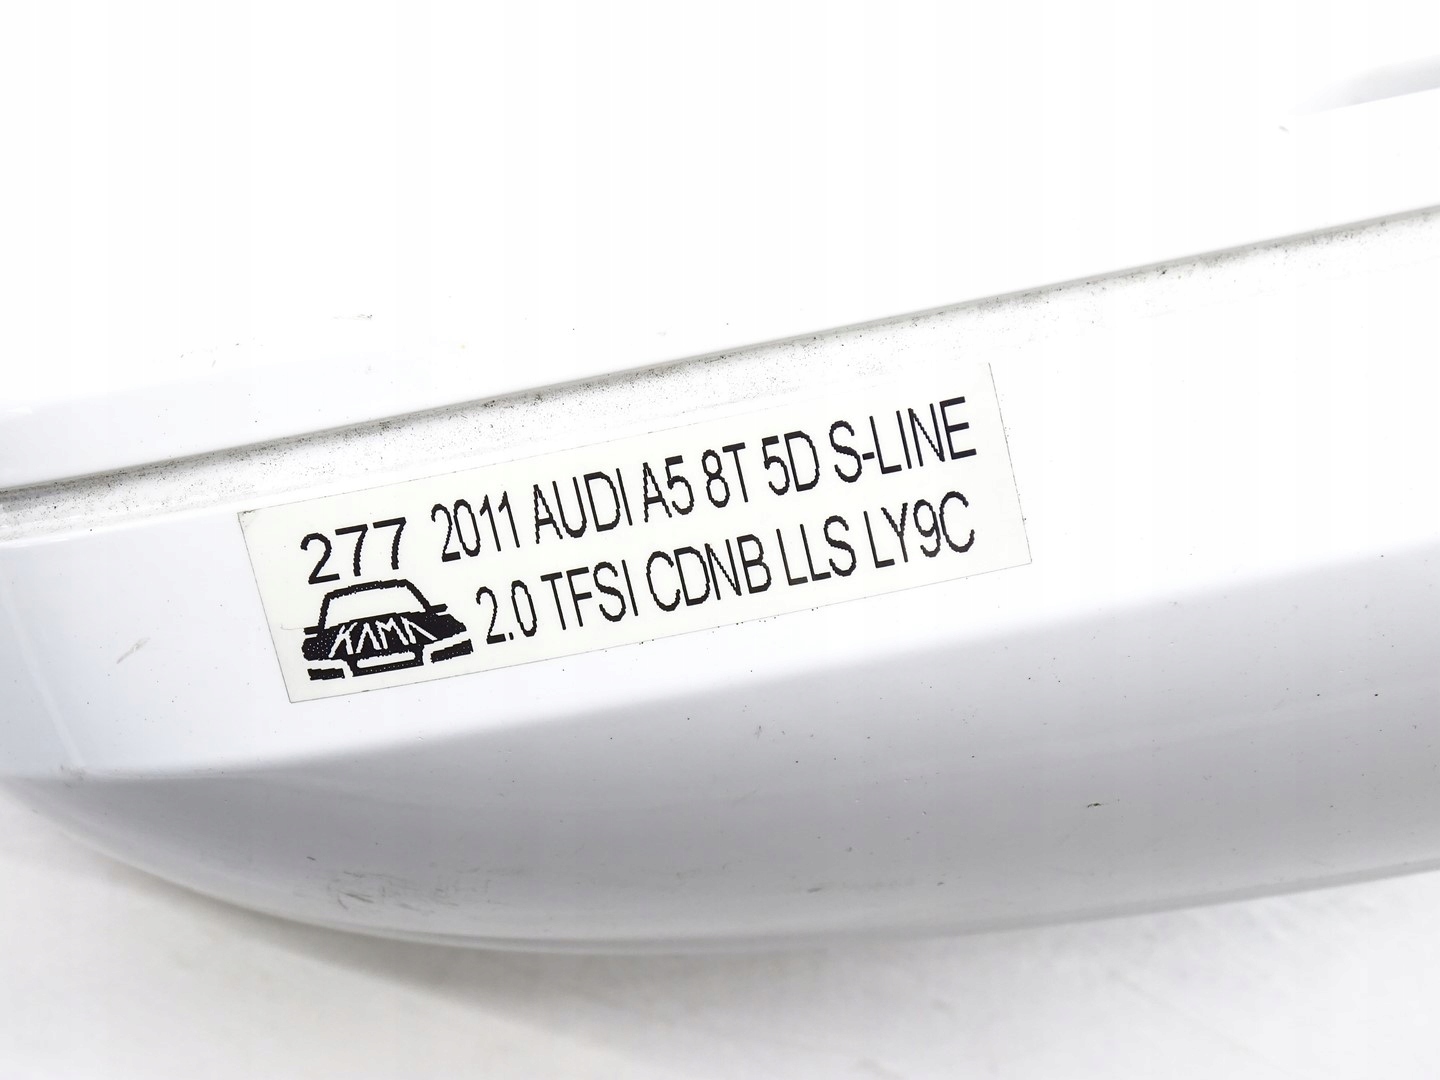 277 2011 AUDI A5 8T 5D S-LINE
KAMA 2.0 TFSI CDNB LLS LY9C